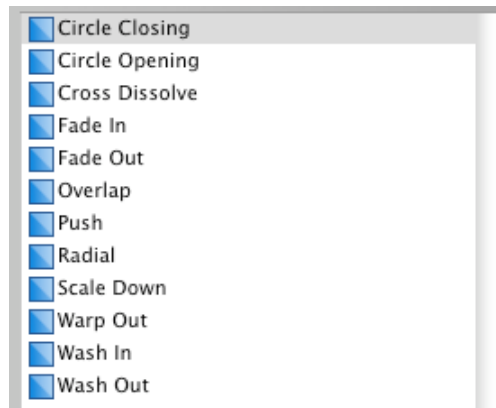 Circle Closing
Circle Opening
Cross Dissolve
Fade In
Fade Out
Overlap
Push
Radial
Scale Down
Warp Out
Wash In
Wash Out